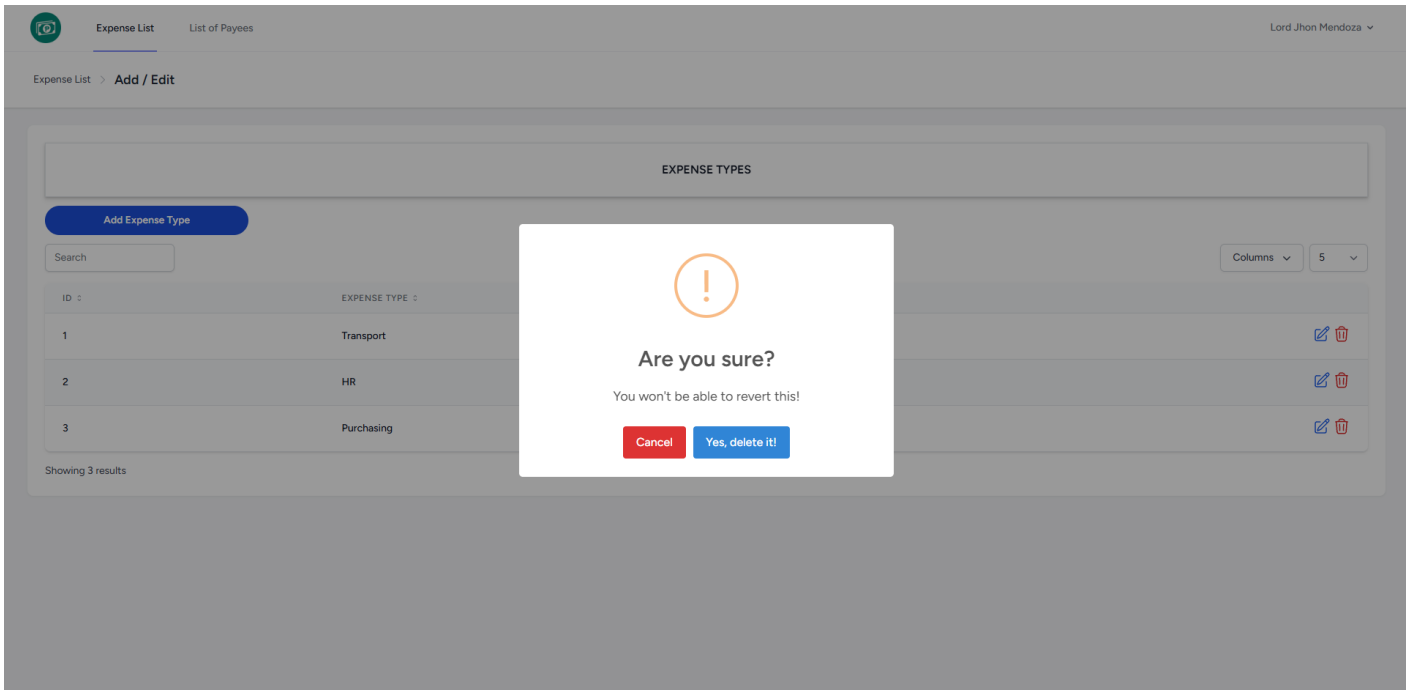 Expense List List of Payees Lord Jhon Mendoza
Expense List > Add / Edit
EXPENSE TYPES
Add Expense Type
Search Columns 5
ID EXPENSE TYPE
1 Transport
2 HR
3 Purchasing
Showing 3 results
!
Are you sure?
You won't be able to revert this!
Cancel Yes, delete it!